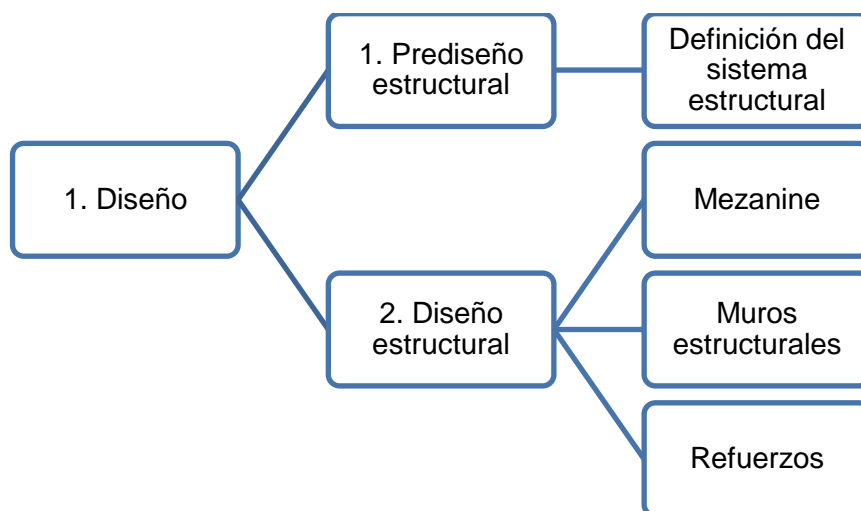 1. Diseño
1. Prediseño
estructural
Definición del
sistema
estructural
2. Diseño
estructural
Mezanine
Muros
estructurales
Refuerzos